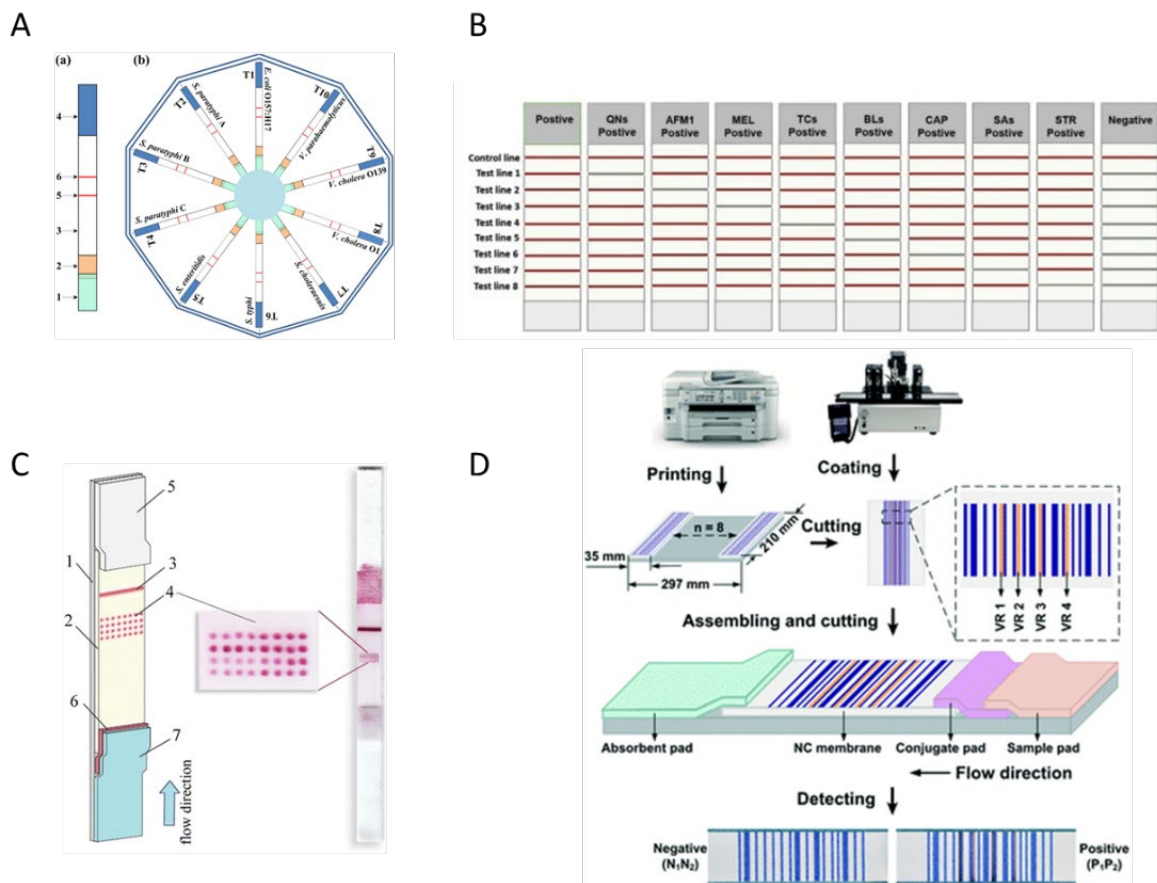 A
(a)
(b)
4
6
5
3
2
1
T1
E. coli O157:H17
T2
S. paratyphi A
T3
S. paratyphi B
T4
S. paratyphi C
T5
S. enteritidis
T6
S. typhi
T7
S. choleraesuis
T8
V. cholera O1
T9
V. cholera O139
T10
V. parahaemolyticus
B
Postive
QNs Postive
AFM1 Postive
MEL Postive
TCs Postive
BLs Postive
CAP Postive
SAs Postive
STR Postive
Negative
Control line
Test line 1
Test line 2
Test line 3
Test line 4
Test line 5
Test line 6
Test line 7
Test line 8
C
5
1
3
4
2
6
7
flow direction
D
Printing
Coating
n = 8
210 mm
35 mm
297 mm
Cutting
VR 1
VR 2
VR 3
VR 4
Assembling and cutting
Absorbent pad
NC membrane
Conjugate pad
Sample pad
Flow direction
Detecting
Negative
(N₁N₂)
Positive
(P₁P₂)